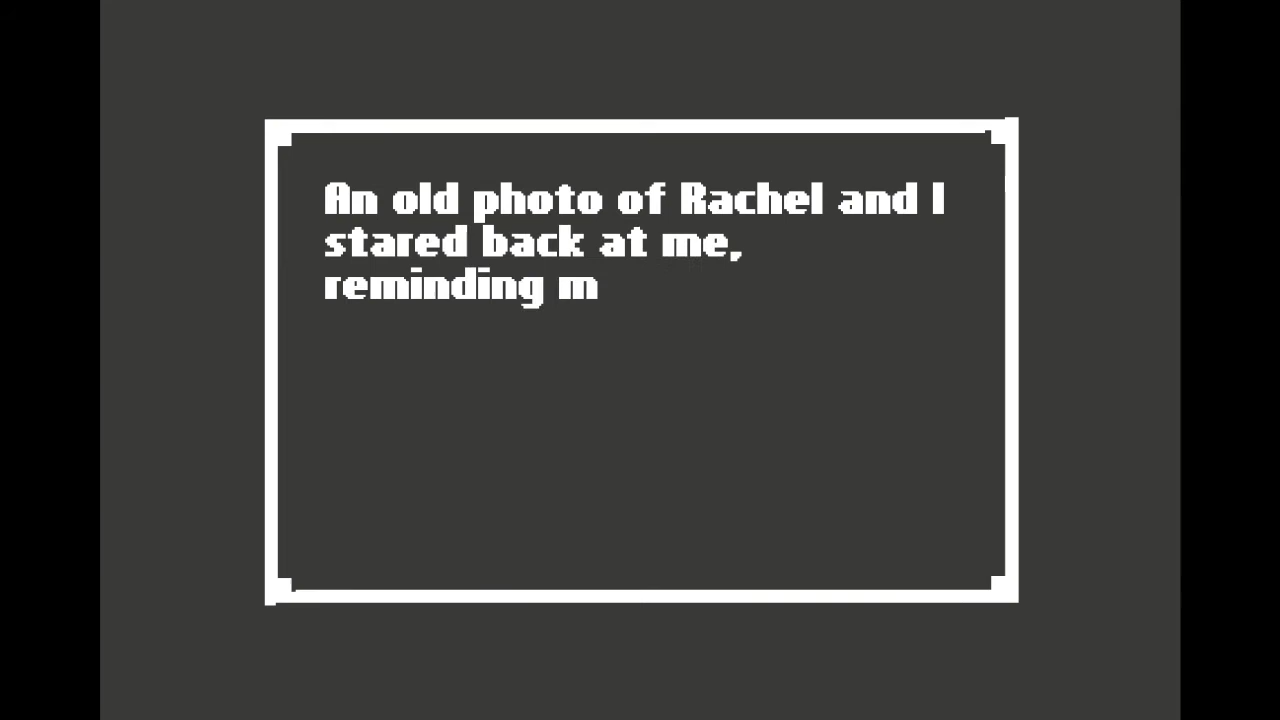 An old photo of Rachel and I
stared back at me,
reminding m